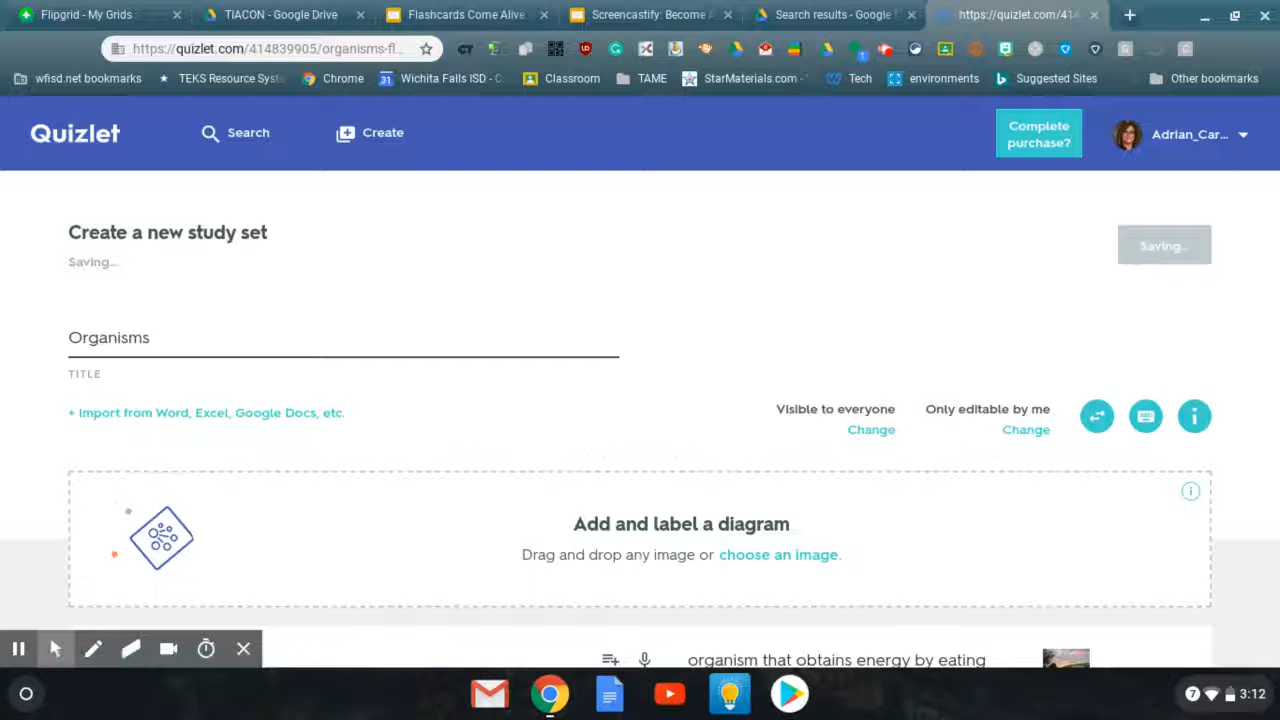 Flipgrid - My Grids
TIACON - Google Drive
Flashcards Come Alive
Screencastify: Become A
Search results - Google
https://quizlet.com/414
https://quizlet.com/414839905/organisms-fl...
wfisd.net bookmarks
TEKS Resource Syst
Chrome
31
Wichita Falls ISD - C
Classroom
TAME
StarMaterials.com -
Tech
environments
Suggested Sites
Other bookmarks
Quizlet
Search
Create
Complete
purchase?
Adrian_Car...
Create a new study set
Saving...
Saving...
Organisms
TITLE
+ Import from Word, Excel, Google Docs, etc.
Visible to everyone
Change
Only editable by me
Change
Add and label a diagram
Drag and drop any image or choose an image.
organism that obtains energy by eating
7
3:12